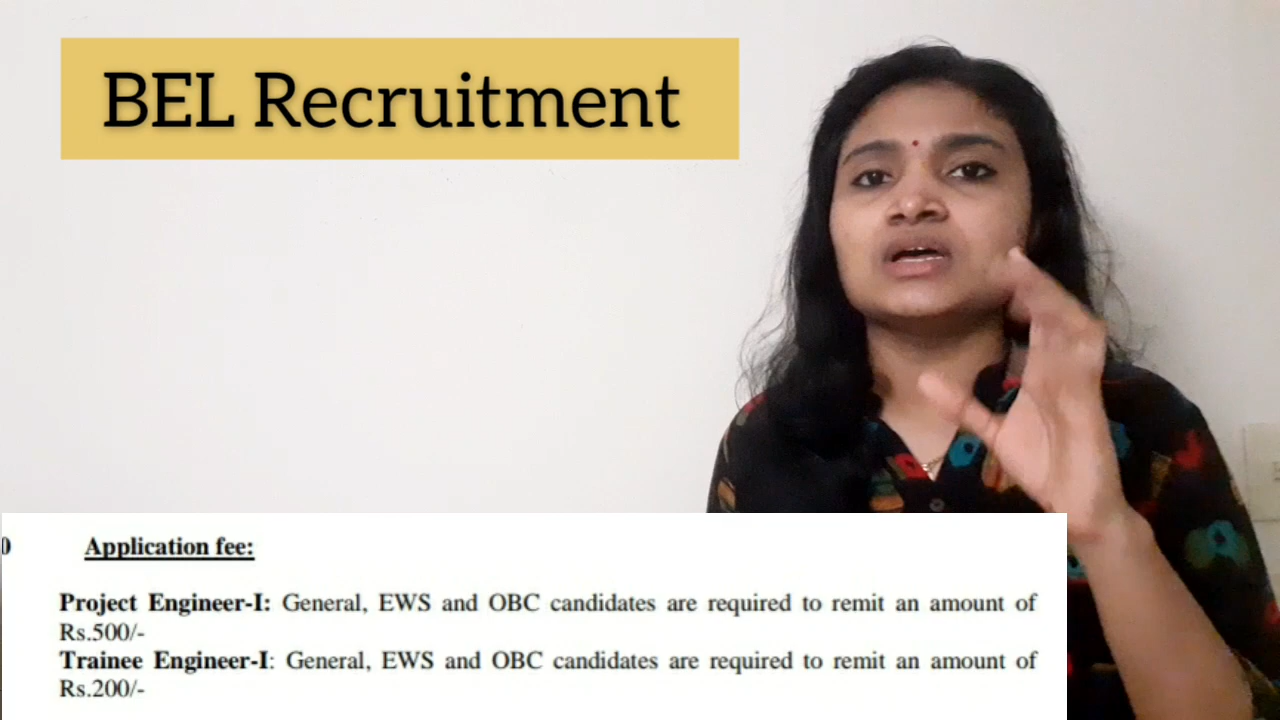 BEL Recruitment
0 Application fee:
Project Engineer-I: General, EWS and OBC candidates are required to remit an amount of
Rs.500/-
Trainee Engineer-I: General, EWS and OBC candidates are required to remit an amount of
Rs.200/-